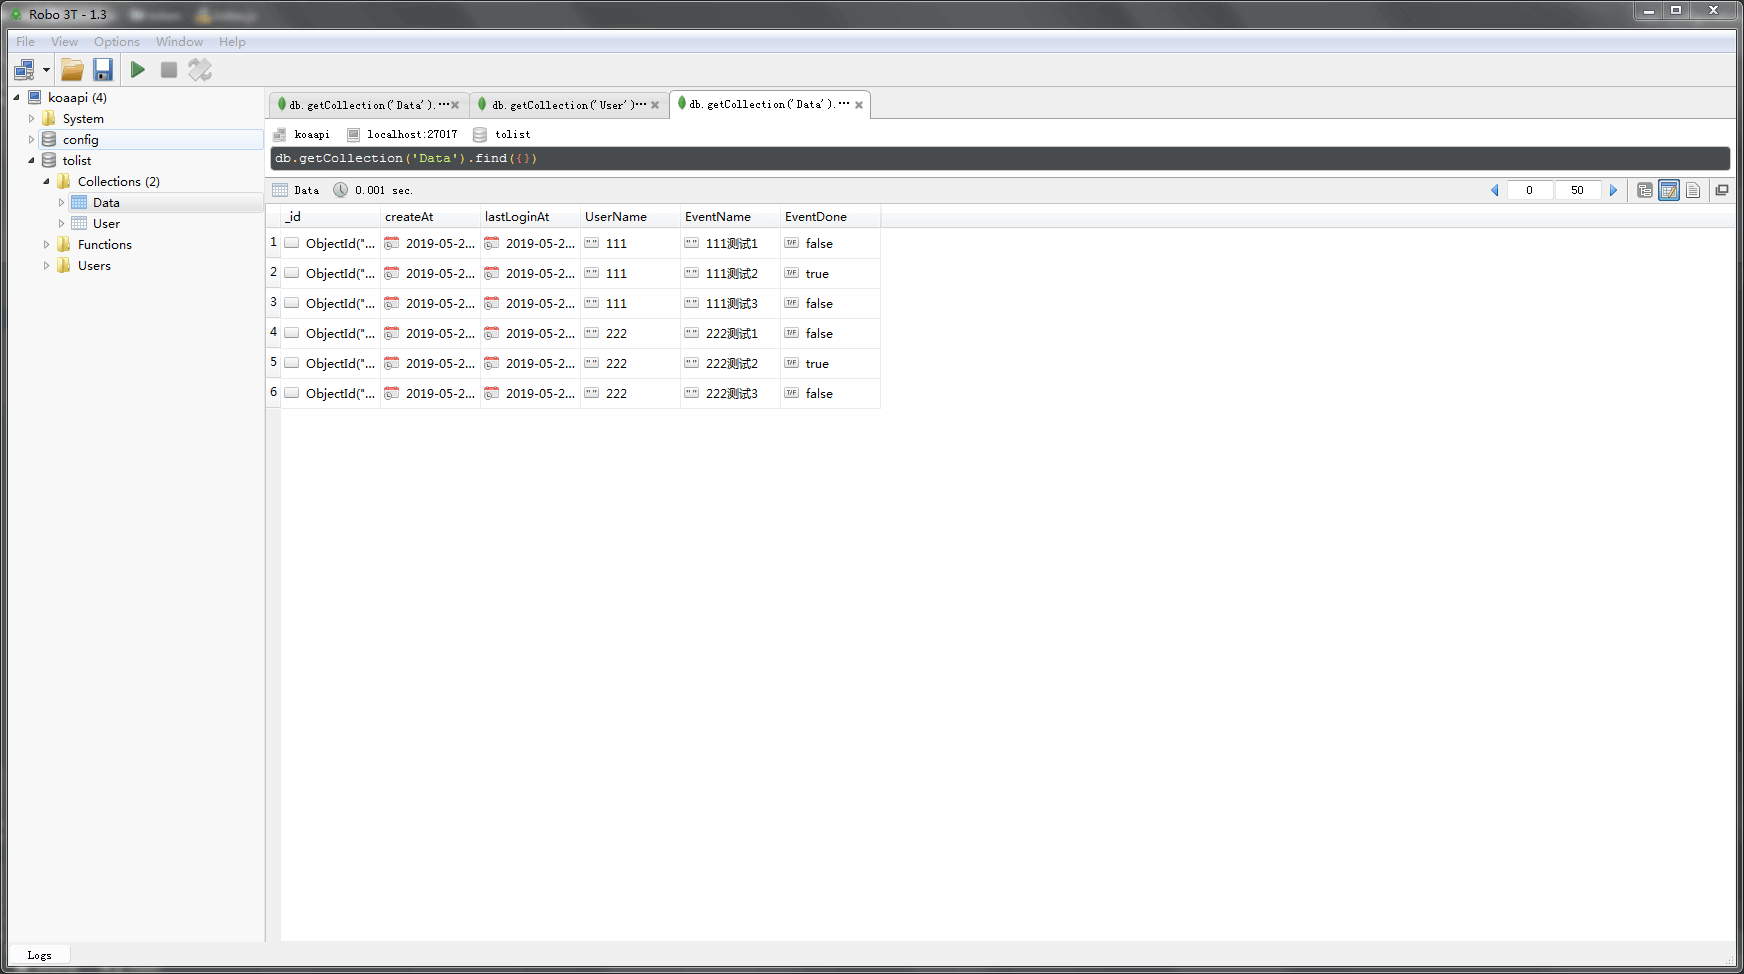 Robo 3T - 1.3
File View Options Window Help
koaapi (4)
System
config
tolist
Collections (2)
Data
User
Functions
Users
db.getCollection('Data').··· db.getCollection('User')··· db.getCollection('Data').···
koaapi localhost:27017 tolist
db.getCollection('Data').find({})
Data 0.001 sec. 0 50
_id createAt lastLoginAt UserName EventName EventDone
1 ObjectId("... 2019-05-2... 2019-05-2... "" 111 "" 111测试1 T/F false
2 ObjectId("... 2019-05-2... 2019-05-2... "" 111 "" 111测试2 T/F true
3 ObjectId("... 2019-05-2... 2019-05-2... "" 111 "" 111测试3 T/F false
4 ObjectId("... 2019-05-2... 2019-05-2... "" 222 "" 222测试1 T/F false
5 ObjectId("... 2019-05-2... 2019-05-2... "" 222 "" 222测试2 T/F true
6 ObjectId("... 2019-05-2... 2019-05-2... "" 222 "" 222测试3 T/F false
Logs